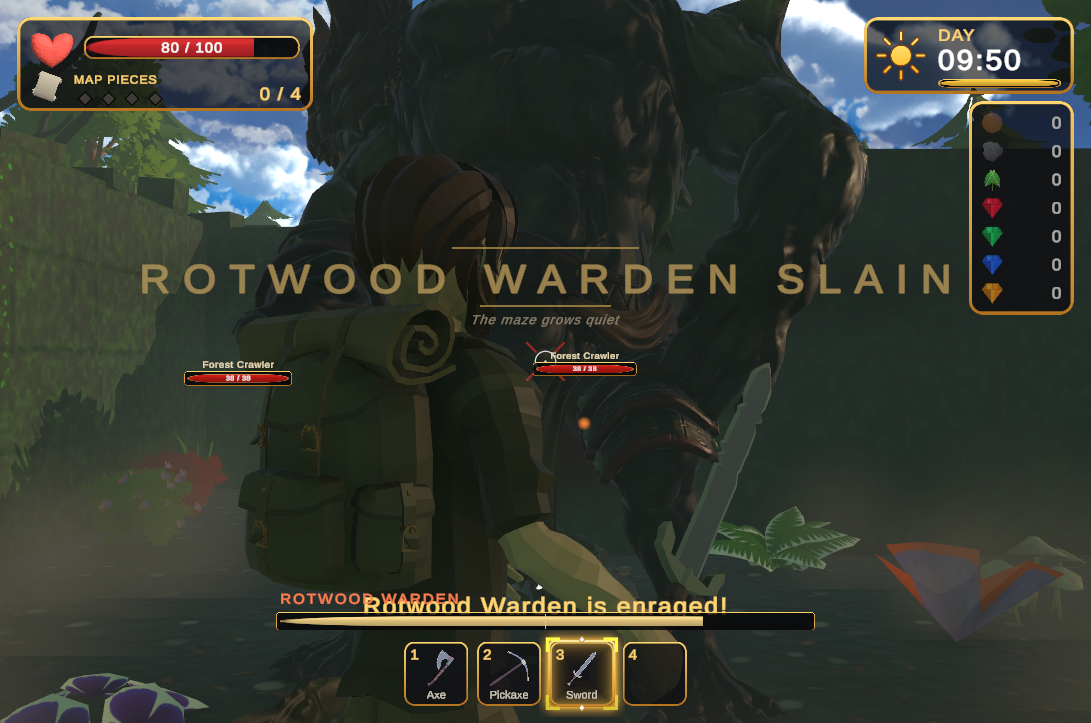 80 / 100
MAP PIECES
0 / 4
DAY
09:50
0
0
0
0
0
0
0
ROTWOOD WARDEN SLAIN
The maze grows quiet
Forest Crawler
38 / 38
Forest Crawler
38 / 38
ROTWOOD WARDEN
Rotwood Warden is enraged!
1
Axe
2
Pickaxe
3
Sword
4